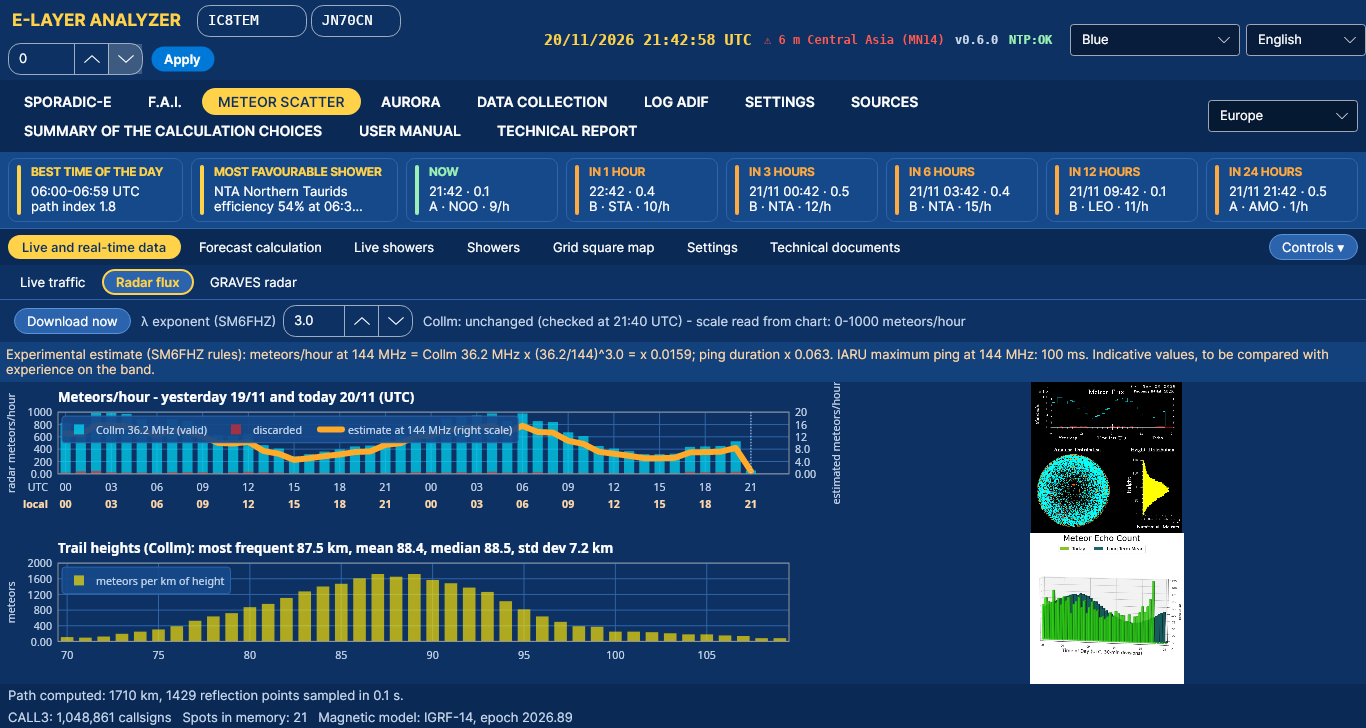 E-LAYER ANALYZER IC8TEM JN70CN
20/11/2026 21:42:58 UTC ⚠ 6 m Central Asia (MN14) v0.6.0 NTP:OK Blue English
0 Apply
SPORADIC-E F.A.I. METEOR SCATTER AURORA DATA COLLECTION LOG ADIF SETTINGS SOURCES
Europe
SUMMARY OF THE CALCULATION CHOICES USER MANUAL TECHNICAL REPORT
BEST TIME OF THE DAY
06:00-06:59 UTC
path index 1.8
MOST FAVOURABLE SHOWER
NTA Northern Taurids
efficiency 54% at 06:3...
NOW
21:42 · 0.1
A · NOO · 9/h
IN 1 HOUR
22:42 · 0.4
B · STA · 10/h
IN 3 HOURS
21/11 00:42 · 0.5
B · NTA · 12/h
IN 6 HOURS
21/11 03:42 · 0.4
B · NTA · 15/h
IN 12 HOURS
21/11 09:42 · 0.1
B · LEO · 11/h
IN 24 HOURS
21/11 21:42 · 0.5
A · AMO · 1/h
Live and real-time data Forecast calculation Live showers Showers Grid square map Settings Technical documents Controls ▾
Live traffic Radar flux GRAVES radar
Download now λ exponent (SM6FHZ) 3.0 Collm: unchanged (checked at 21:40 UTC) - scale read from chart: 0-1000 meteors/hour
Experimental estimate (SM6FHZ rules): meteors/hour at 144 MHz = Collm 36.2 MHz x (36.2/144)^3.0 = x 0.0159; ping duration x 0.063. IARU maximum ping at 144 MHz: 100 ms. Indicative values, to be compared with
experience on the band.
Meteors/hour - yesterday 19/11 and today 20/11 (UTC)
radar meteors/hour
1000
800
600
400
200
0.00
Collm 36.2 MHz (valid) discarded estimate at 144 MHz (right scale)
20
16
12
8.0
4.0
0.00
estimated meteors/hour
UTC 00 03 06 09 12 15 18 21 00 03 06 09 12 15 18 21
local 00 03 06 09 12 15 18 21 00 03 06 09 12 15 18 21
Trail heights (Collm): most frequent 87.5 km, mean 88.4, median 88.5, std dev 7.2 km
meteors
2000
1600
1200
800
400
0.00
meteors per km of height
70 75 80 85 90 95 100 105
Meteor Flux
Height Distribution
Meteor Echo Count
Today
Path computed: 1710 km, 1429 reflection points sampled in 0.1 s.
CALL3: 1,048,861 callsigns Spots in memory: 21 Magnetic model: IGRF-14, epoch 2026.89